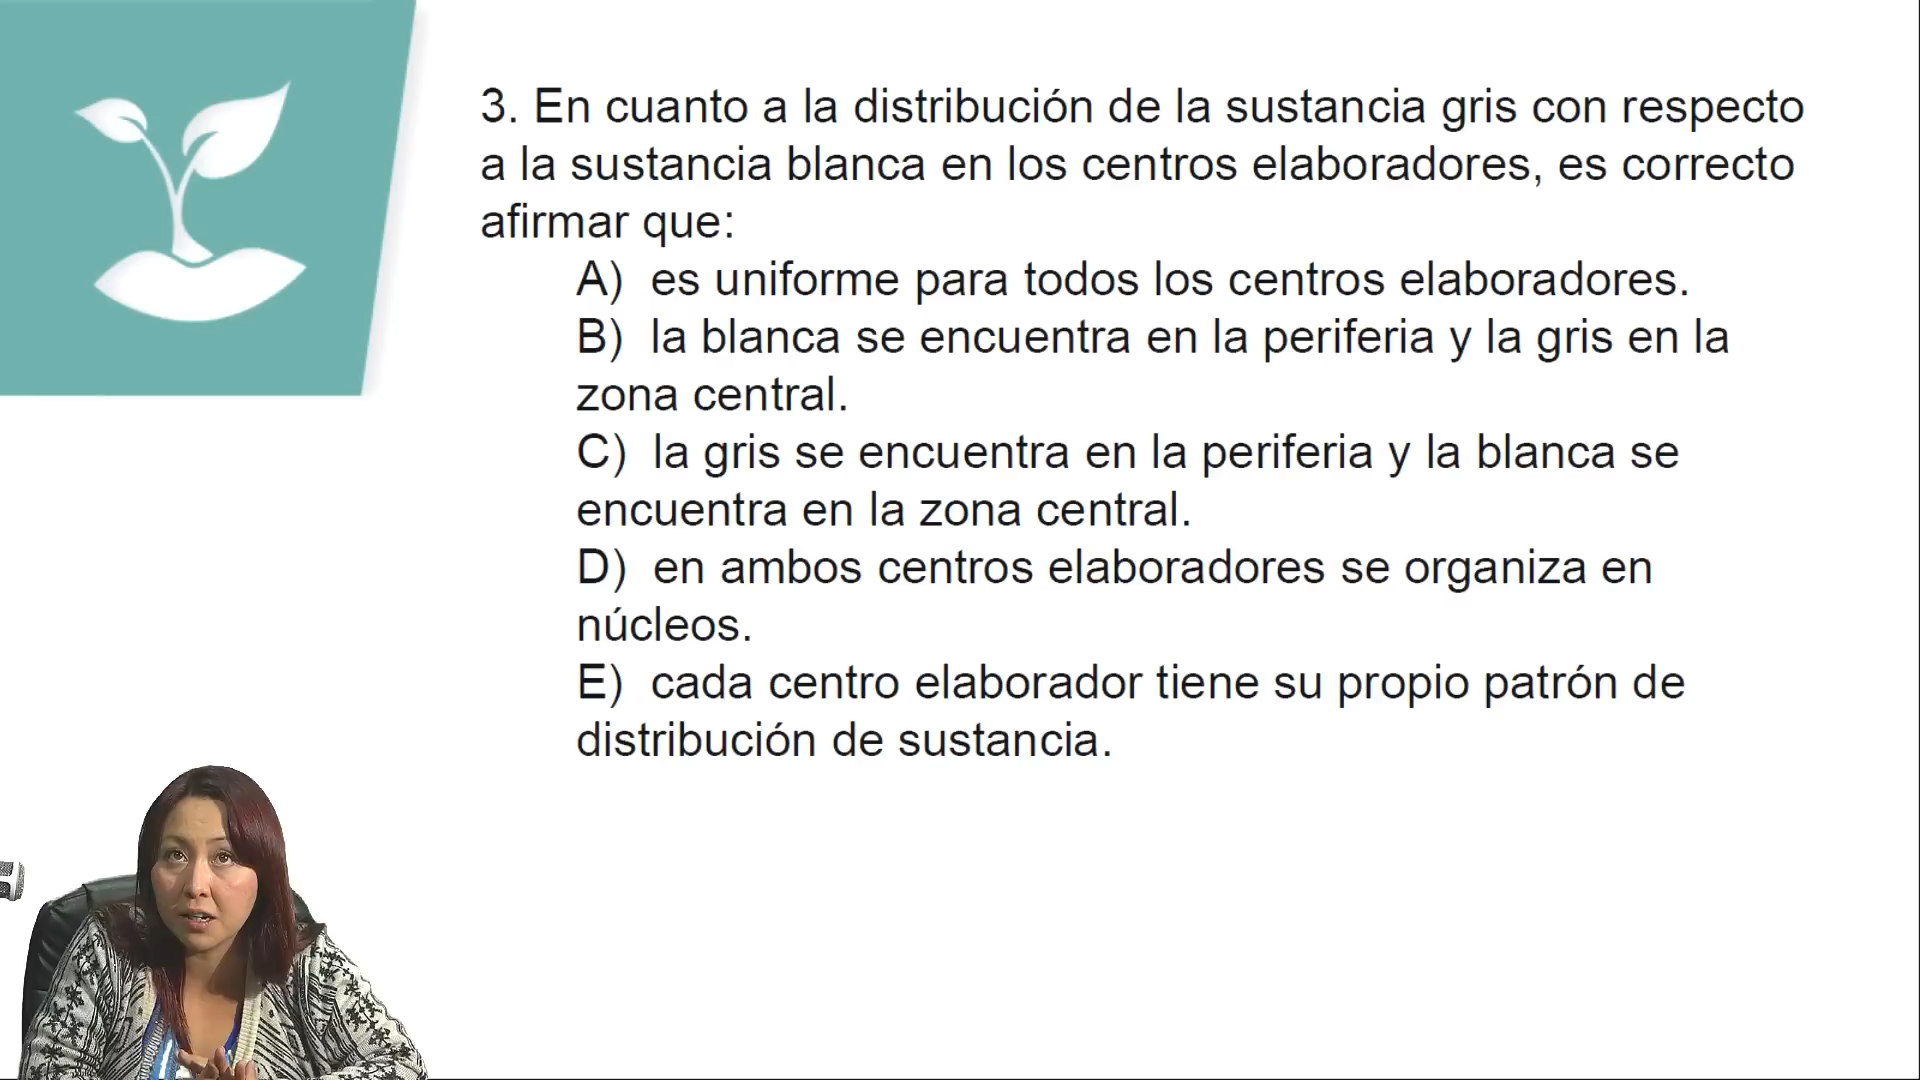 3. En cuanto a la distribución de la sustancia gris con respecto
a la sustancia blanca en los centros elaboradores, es correcto
afirmar que:
A) es uniforme para todos los centros elaboradores.
B) la blanca se encuentra en la periferia y la gris en la
zona central.
C) la gris se encuentra en la periferia y la blanca se
encuentra en la zona central.
D) en ambos centros elaboradores se organiza en
núcleos.
E) cada centro elaborador tiene su propio patrón de
distribución de sustancia.